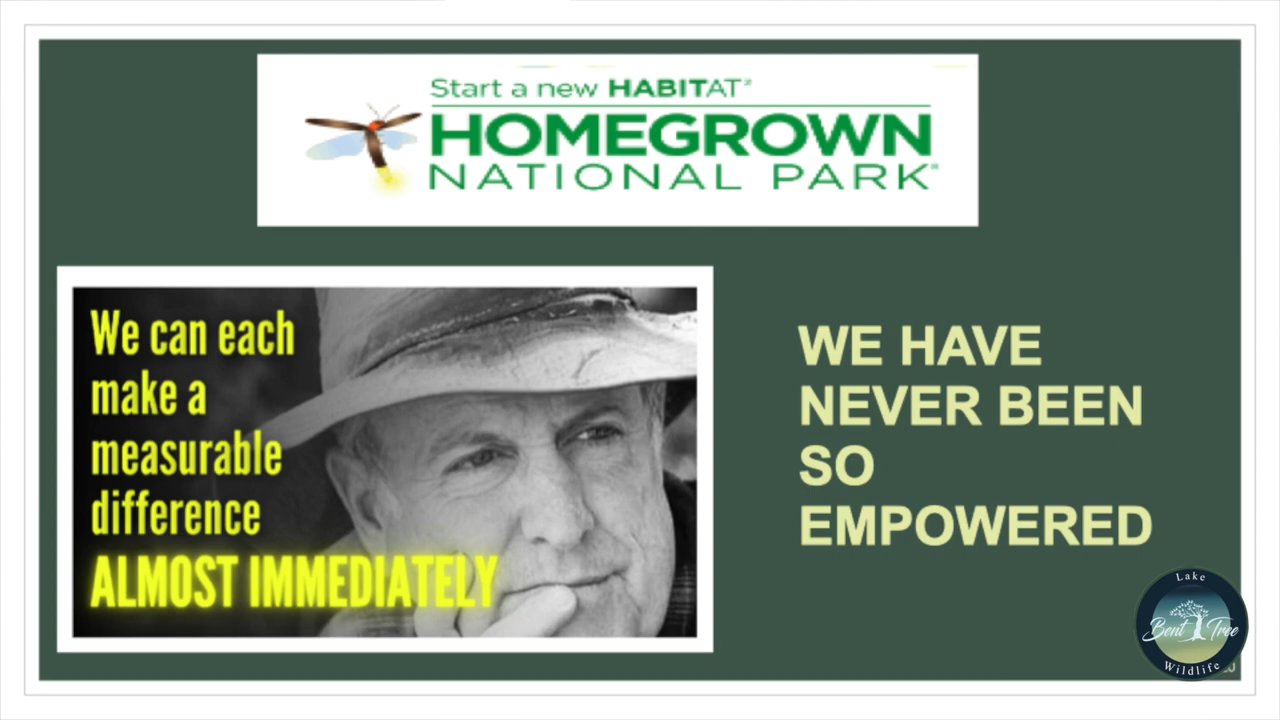 Start a new HABITAT²
HOMEGROWN
NATIONAL PARK®
We can each
make a
measurable
difference
ALMOST IMMEDIATELY
WE HAVE
NEVER BEEN
SO
EMPOWERED
Lake
Bent Tree
Wildlife